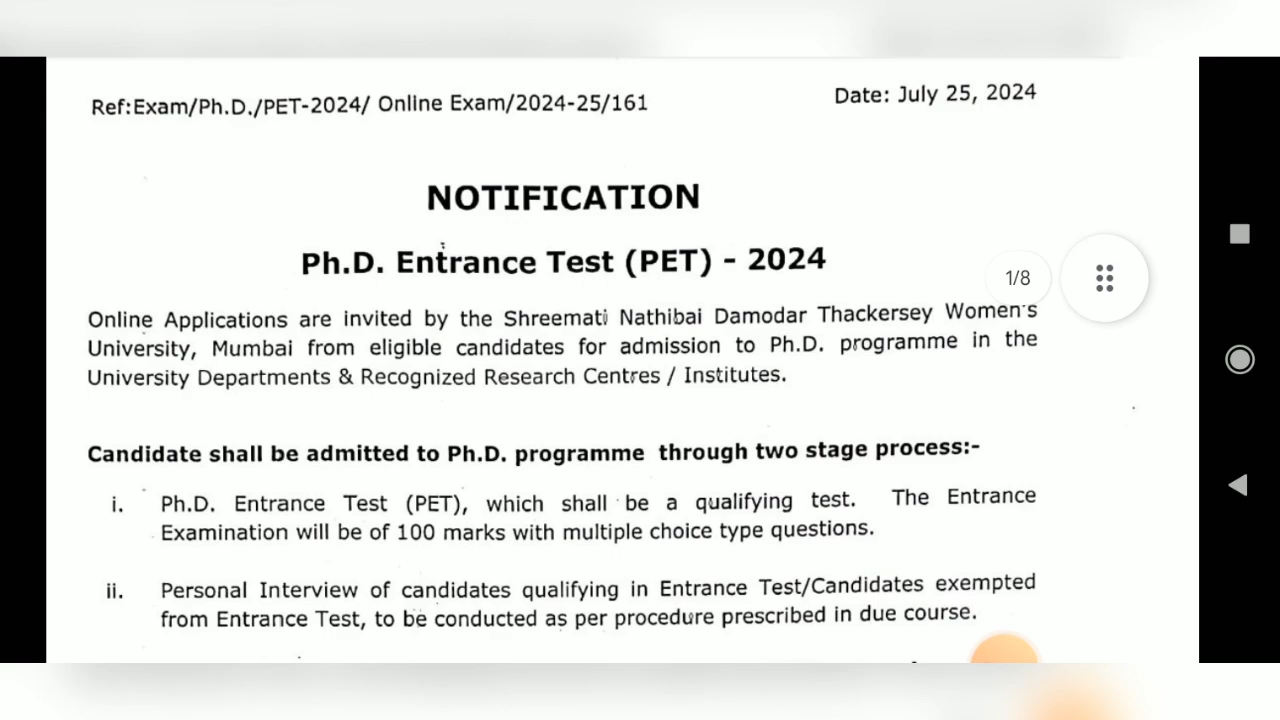 Ref:Exam/Ph.D./PET-2024/ Online Exam/2024-25/161
Date: July 25, 2024
NOTIFICATION
Ph.D. Entrance Test (PET) - 2024
1/8
Online Applications are invited by the Shreemati Nathibai Damodar Thackersey Women's
University, Mumbai from eligible candidates for admission to Ph.D. programme in the
University Departments & Recognized Research Centres / Institutes.
Candidate shall be admitted to Ph.D. programme through two stage process:-
i. Ph.D. Entrance Test (PET), which shall be a qualifying test. The Entrance
Examination will be of 100 marks with multiple choice type questions.
ii. Personal Interview of candidates qualifying in Entrance Test/Candidates exempted
from Entrance Test, to be conducted as per procedure prescribed in due course.